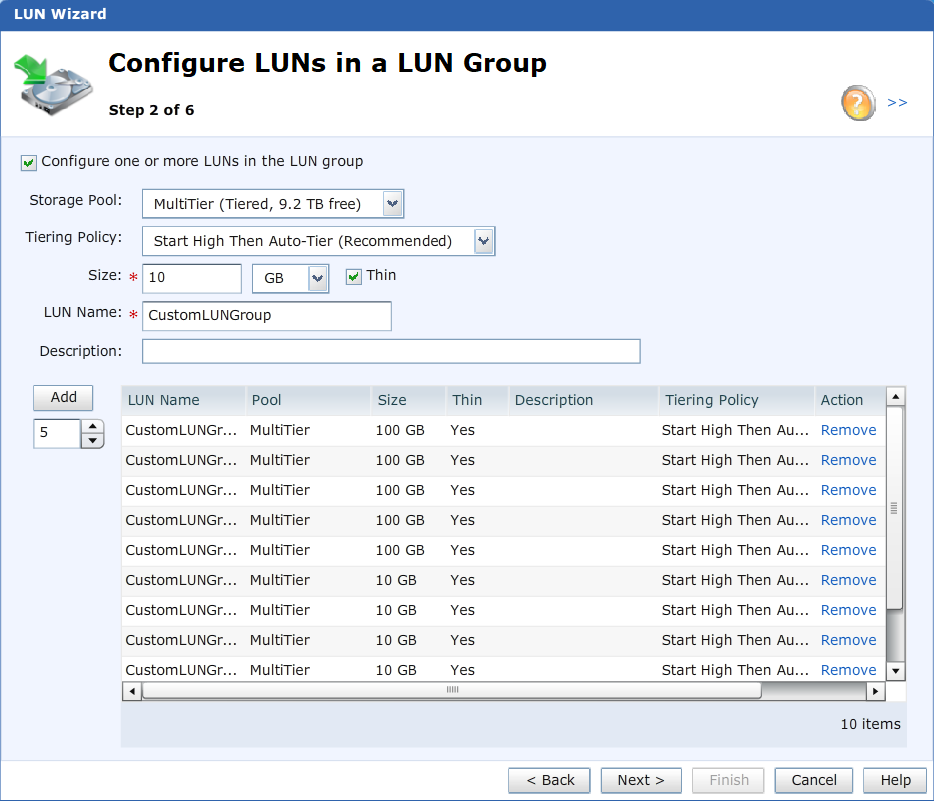 LUN Wizard
Configure LUNs in a LUN Group
Step 2 of 6
? >>
Configure one or more LUNs in the LUN group
Storage Pool: MultiTier (Tiered, 9.2 TB free)
Tiering Policy: Start High Then Auto-Tier (Recommended)
Size: * 10 GB Thin
LUN Name: * CustomLUNGroup
Description:
Add
5
LUN Name Pool Size Thin Description Tiering Policy Action
CustomLUNGr... MultiTier 100 GB Yes Start High Then Au... Remove
CustomLUNGr... MultiTier 100 GB Yes Start High Then Au... Remove
CustomLUNGr... MultiTier 100 GB Yes Start High Then Au... Remove
CustomLUNGr... MultiTier 100 GB Yes Start High Then Au... Remove
CustomLUNGr... MultiTier 100 GB Yes Start High Then Au... Remove
CustomLUNGr... MultiTier 10 GB Yes Start High Then Au... Remove
CustomLUNGr... MultiTier 10 GB Yes Start High Then Au... Remove
CustomLUNGr... MultiTier 10 GB Yes Start High Then Au... Remove
CustomLUNGr... MultiTier 10 GB Yes Start High Then Au... Remove
10 items
< Back Next > Finish Cancel Help